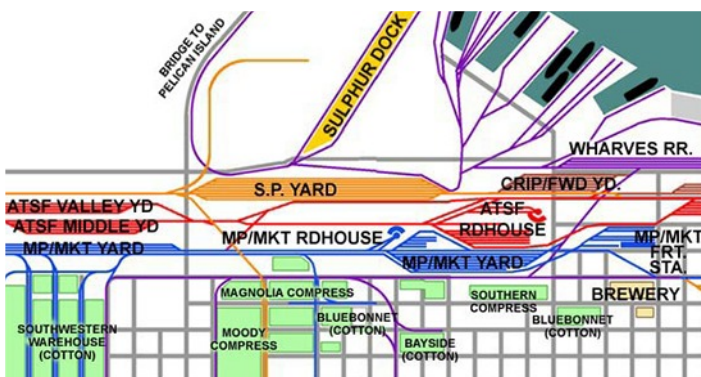 BRIDGE TO
PELICAN ISLAND
SULPHUR DOCK
WHARVES RR.
S.P. YARD
CRIP/FWD YD.
ATSF VALLEY YD
ATSF
RDHOUSE
ATSF MIDDLE YD
MP/MKT RDHOUSE
MP/MKT
FRT.
STA.
MP/MKT YARD
MP/MKT YARD
MAGNOLIA COMPRESS
SOUTHERN
COMPRESS
BREWERY
SOUTHWESTERN
WAREHOUSE
(COTTON)
MOODY
COMPRESS
BLUEBONNET
(COTTON)
BAYSIDE
(COTTON)
BLUEBONNET
(COTTON)